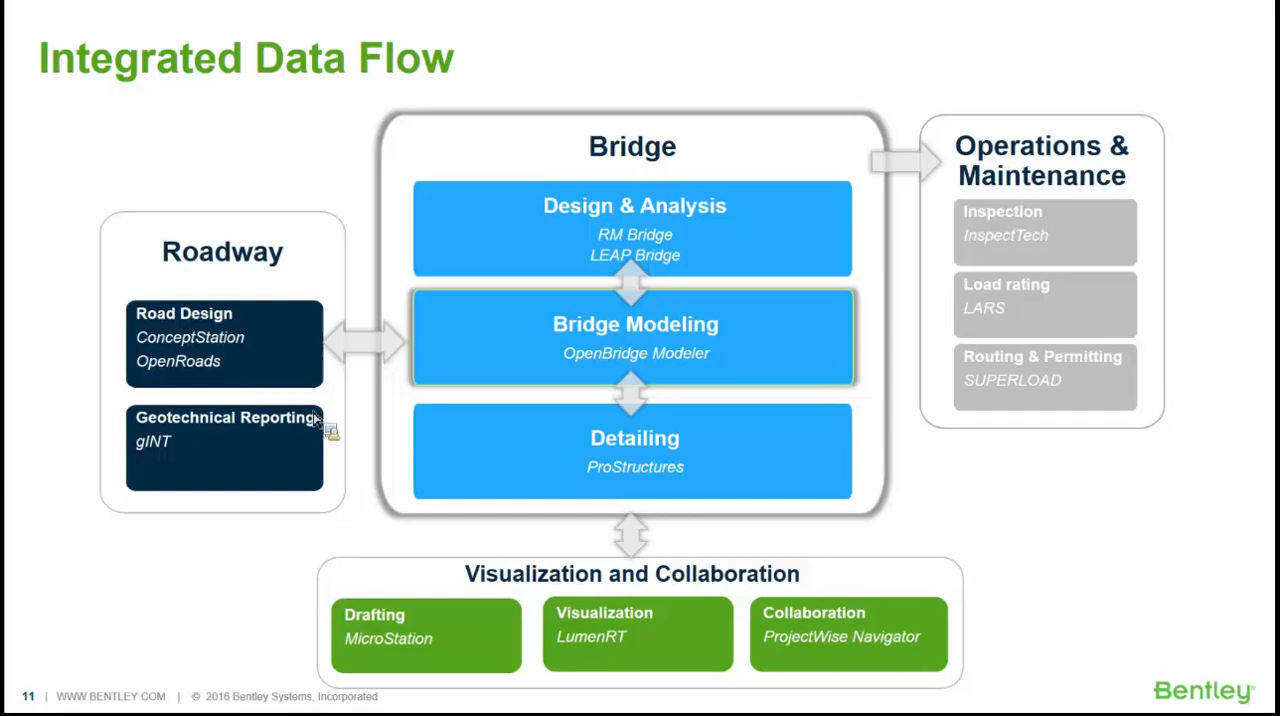 Integrated Data Flow
Roadway
Road Design
ConceptStation
OpenRoads
Geotechnical Reporting
gINT
Bridge
Design & Analysis
RM Bridge
LEAP Bridge
Bridge Modeling
OpenBridge Modeler
Detailing
ProStructures
Operations &
Maintenance
Inspection
InspectTech
Load rating
LARS
Routing & Permitting
SUPERLOAD
Visualization and Collaboration
Drafting
MicroStation
Visualization
LumenRT
Collaboration
ProjectWise Navigator
11 | WWW.BENTLEY.COM | © 2016 Bentley Systems, Incorporated
Bentley®